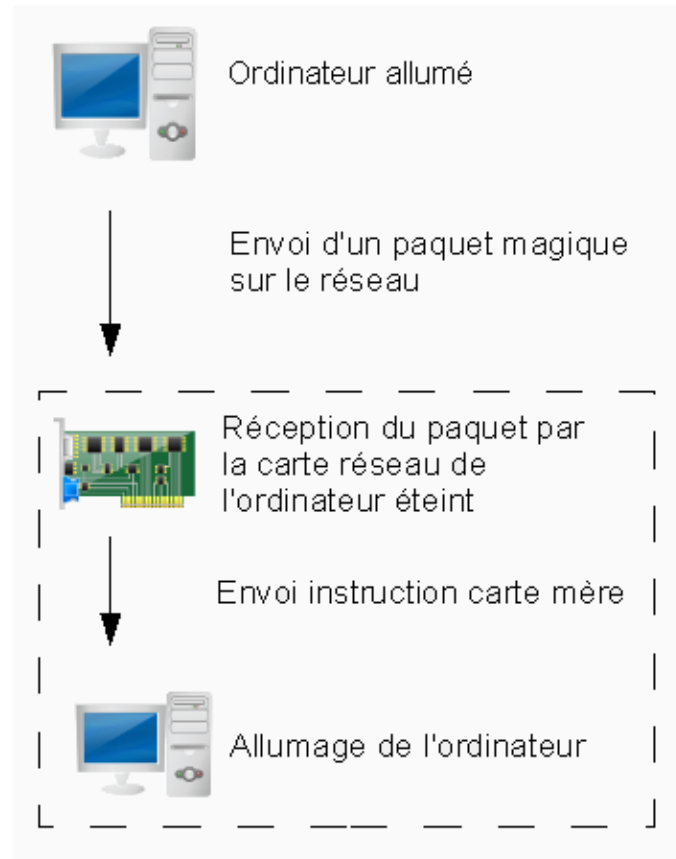 Ordinateur allumé
Envoi d'un paquet magique
sur le réseau
Réception du paquet par
la carte réseau de
l'ordinateur éteint
Envoi instruction carte mère
Allumage de l'ordinateur